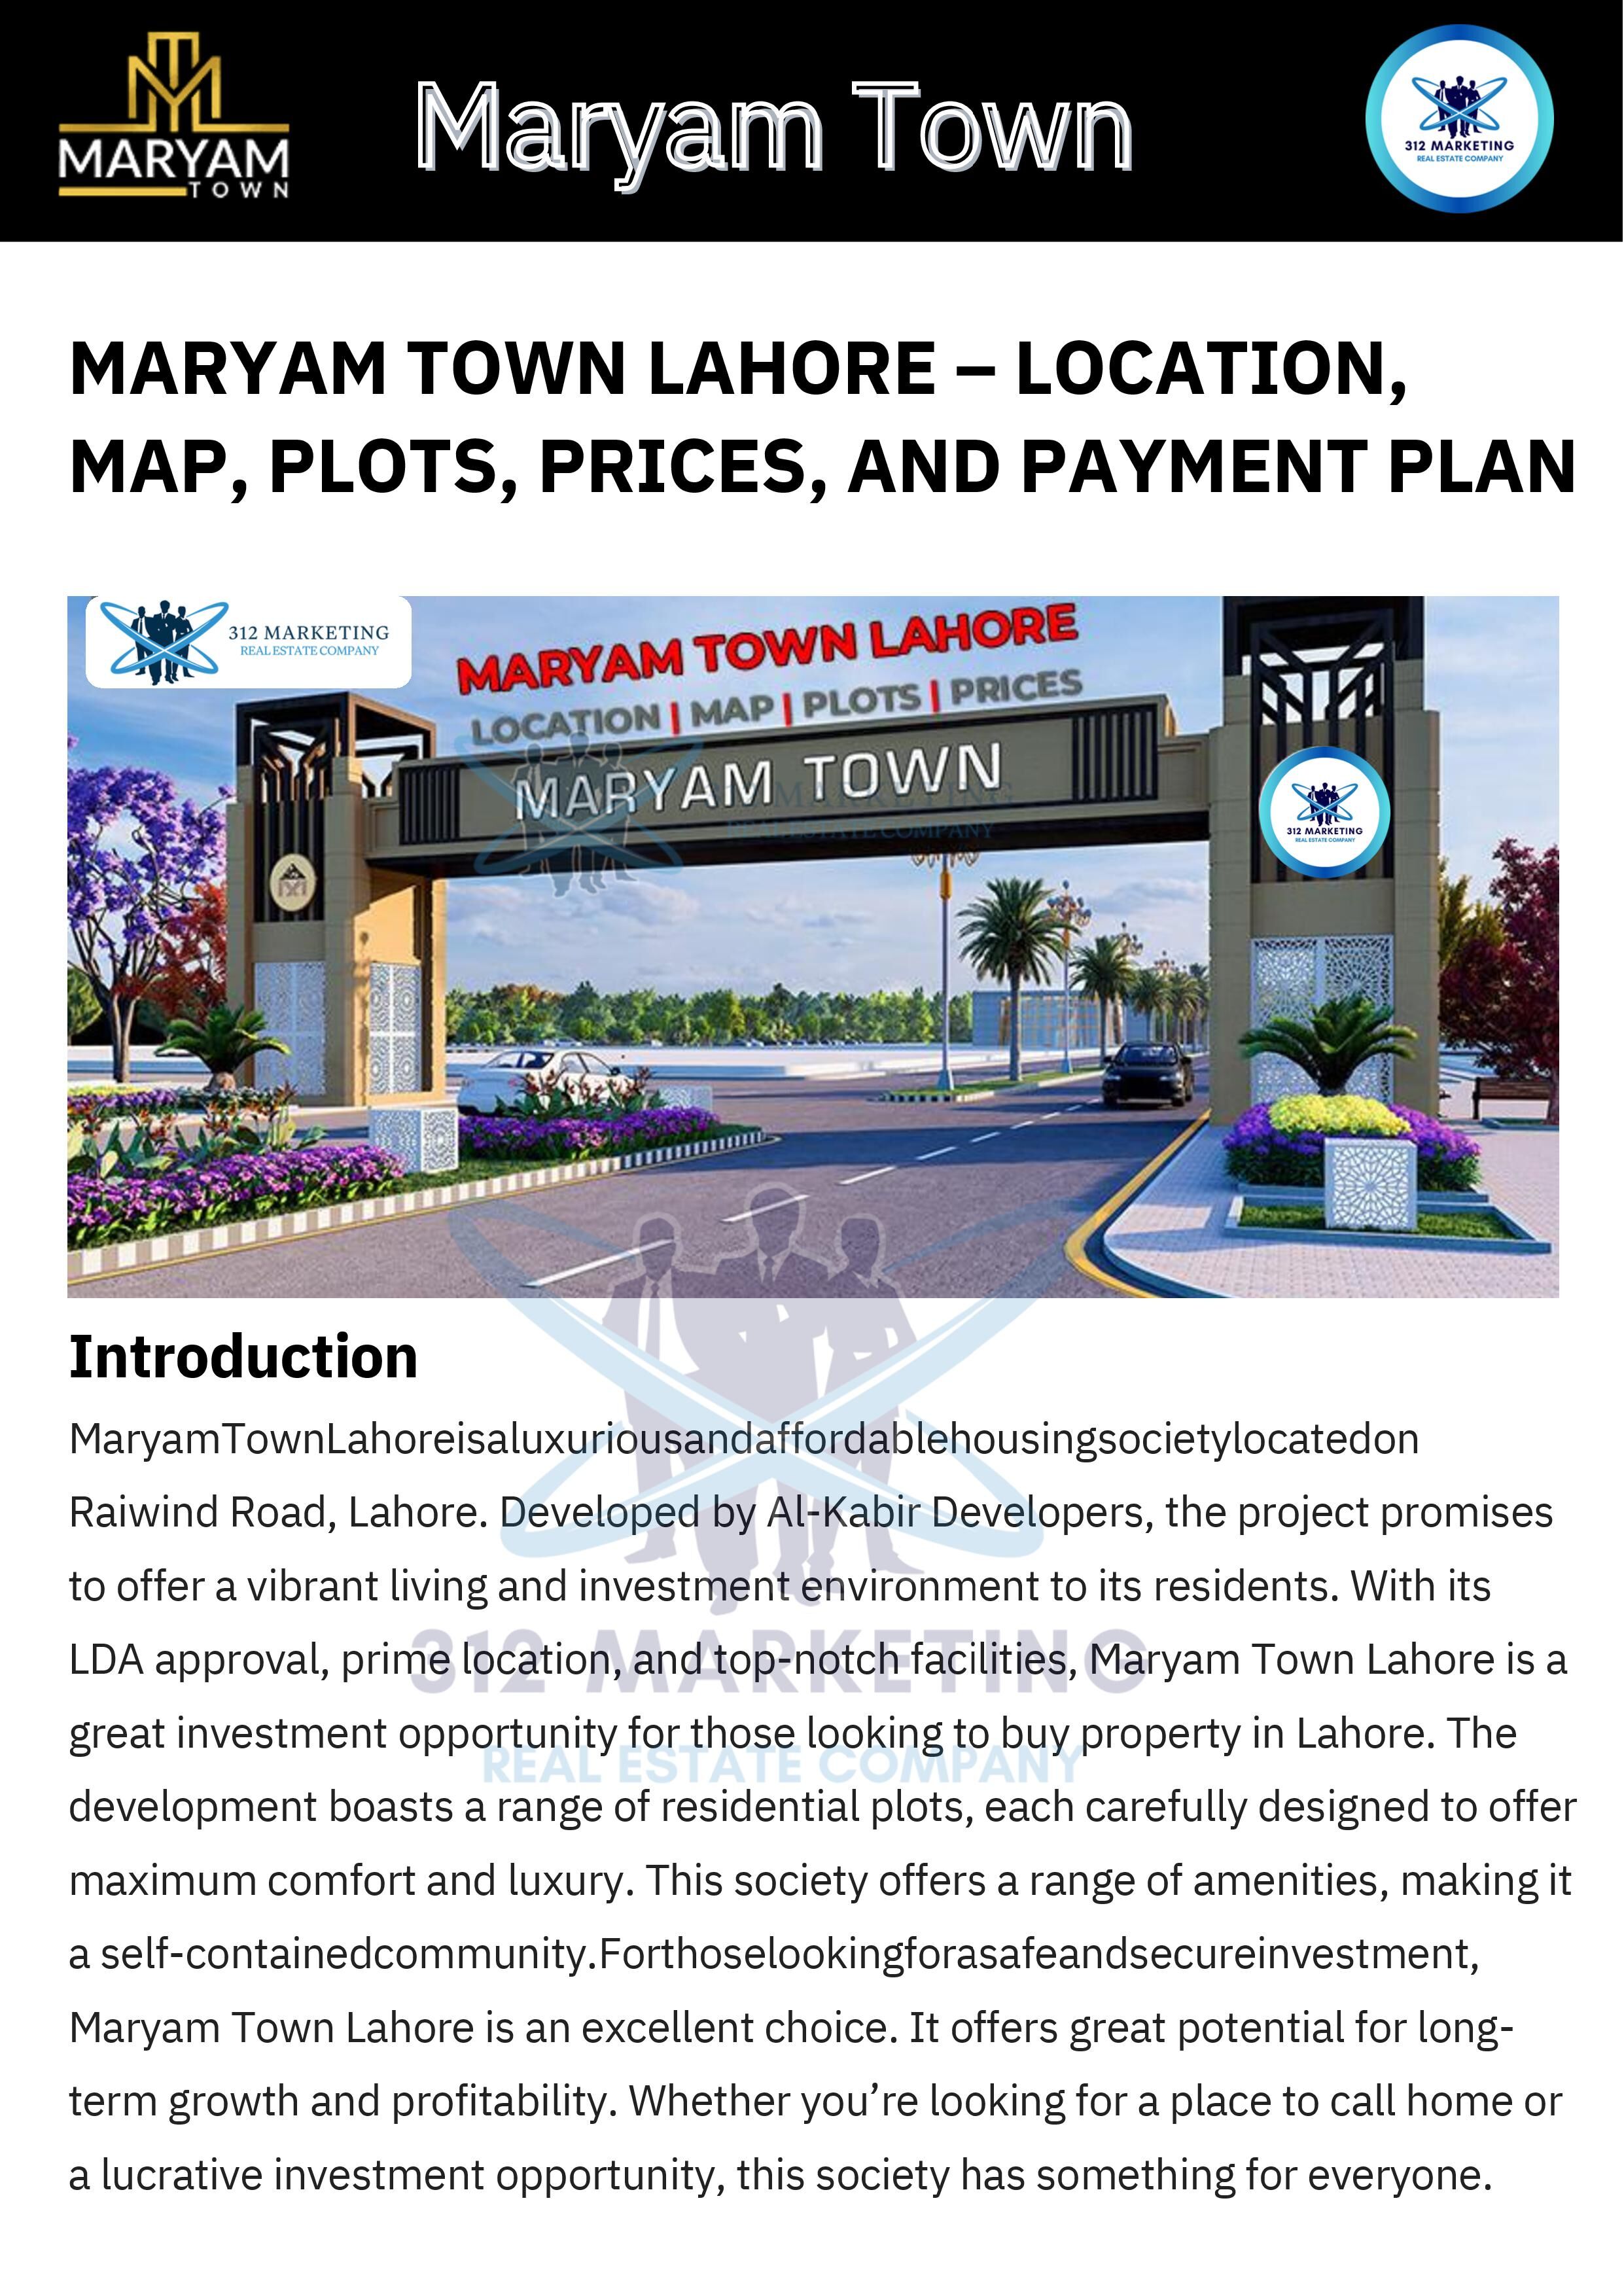 MARYAM
TOWN
Maryam Town
312 MARKETING
REAL ESTATE COMPANY
MARYAM TOWN LAHORE – LOCATION,
MAP, PLOTS, PRICES, AND PAYMENT PLAN
312 MARKETING
REAL ESTATE COMPANY
MARYAM TOWN LAHORE
LOCATION | MAP | PLOTS | PRICES
MARYAM TOWN
312 MARKETING
REAL ESTATE COMPANY
MARKETING
REAL ESTATE COMPANY
Introduction
MaryamTownLahoreisaluxuriousandaffordablehousingsocietylocatedon
Raiwind Road, Lahore. Developed by Al-Kabir Developers, the project promises
to offer a vibrant living and investment environment to its residents. With its
LDA approval, prime location, and top-notch facilities, Maryam Town Lahore is a
great investment opportunity for those looking to buy property in Lahore. The
development boasts a range of residential plots, each carefully designed to offer
maximum comfort and luxury. This society offers a range of amenities, making it
a self-containedcommunity.Forthoselookingforasafeandsecureinvestment,
Maryam Town Lahore is an excellent choice. It offers great potential for long-
term growth and profitability. Whether you’re looking for a place to call home or
a lucrative investment opportunity, this society has something for everyone.
312 MARKETING
REAL ESTATE COMPANY